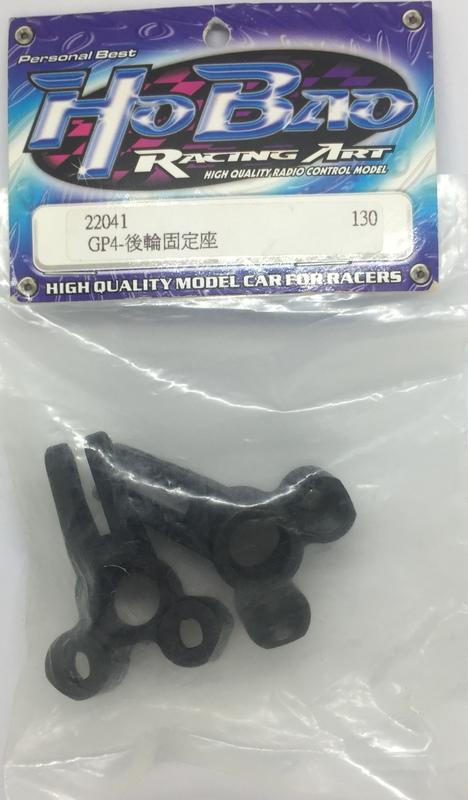 Personal Best
HoBao
Racing Art
HIGH QUALITY RADIO CONTROL MODEL
22041 130
GP4-後輪固定座
HIGH QUALITY MODEL CAR FOR RACERS